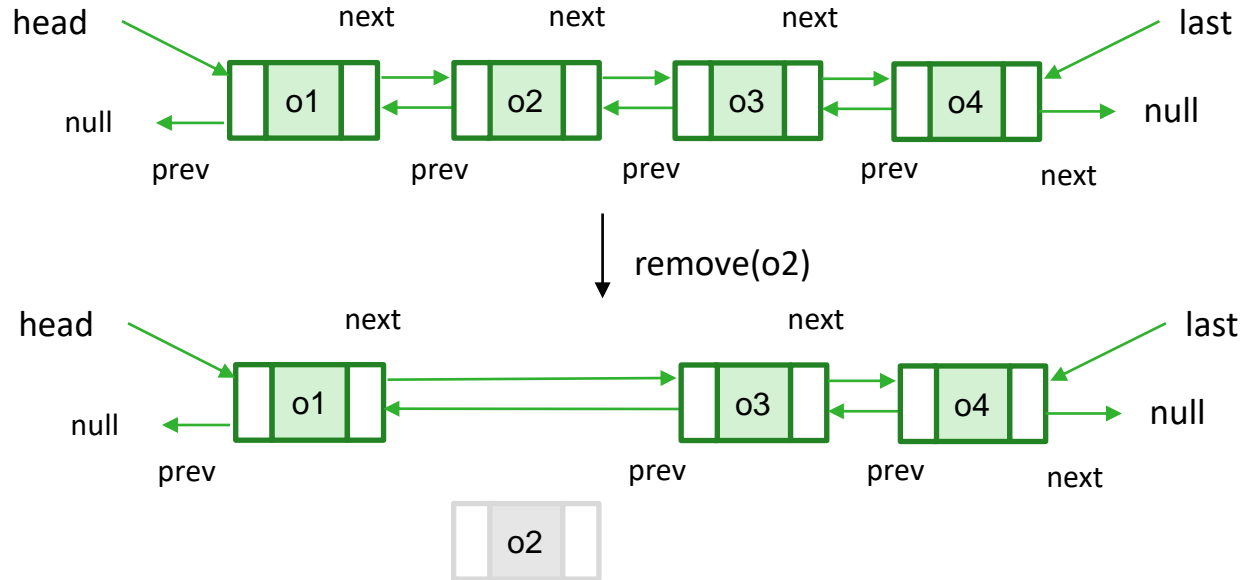 head next next next last
o1 o2 o3 o4
null null
prev prev prev prev next
remove(o2)
head next next last
o1 o3 o4
null null
prev prev prev next
o2